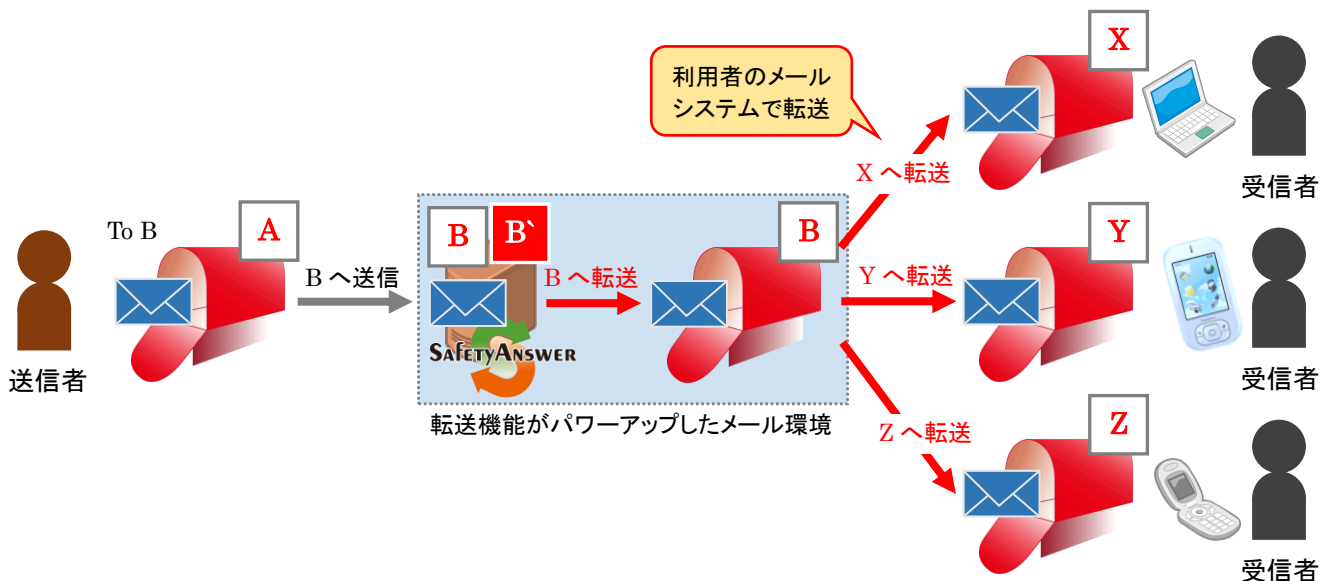 利用者のメール
システムで転送
X
X へ転送
受信者
To B
A
送信者
B へ送信
B
B`
SAFETYANSWER
B へ転送
B
転送機能がパワーアップしたメール環境
Y へ転送
Y
受信者
Z へ転送
Z
受信者